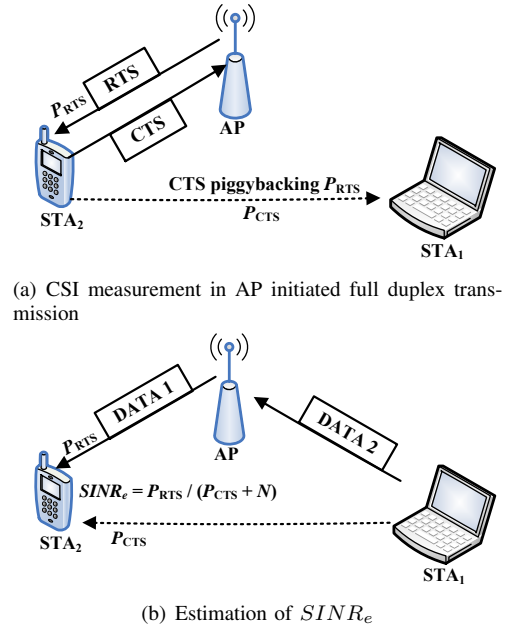 RTS
P_RTS
CTS
AP
STA₂
CTS piggybacking P_RTS
P_CTS
STA₁
(a) CSI measurement in AP initiated full duplex trans-
mission
DATA 1
P_RTS
AP
DATA 2
SINR_e = P_RTS / (P_CTS + N)
STA₂
P_CTS
STA₁
(b) Estimation of SINR_e